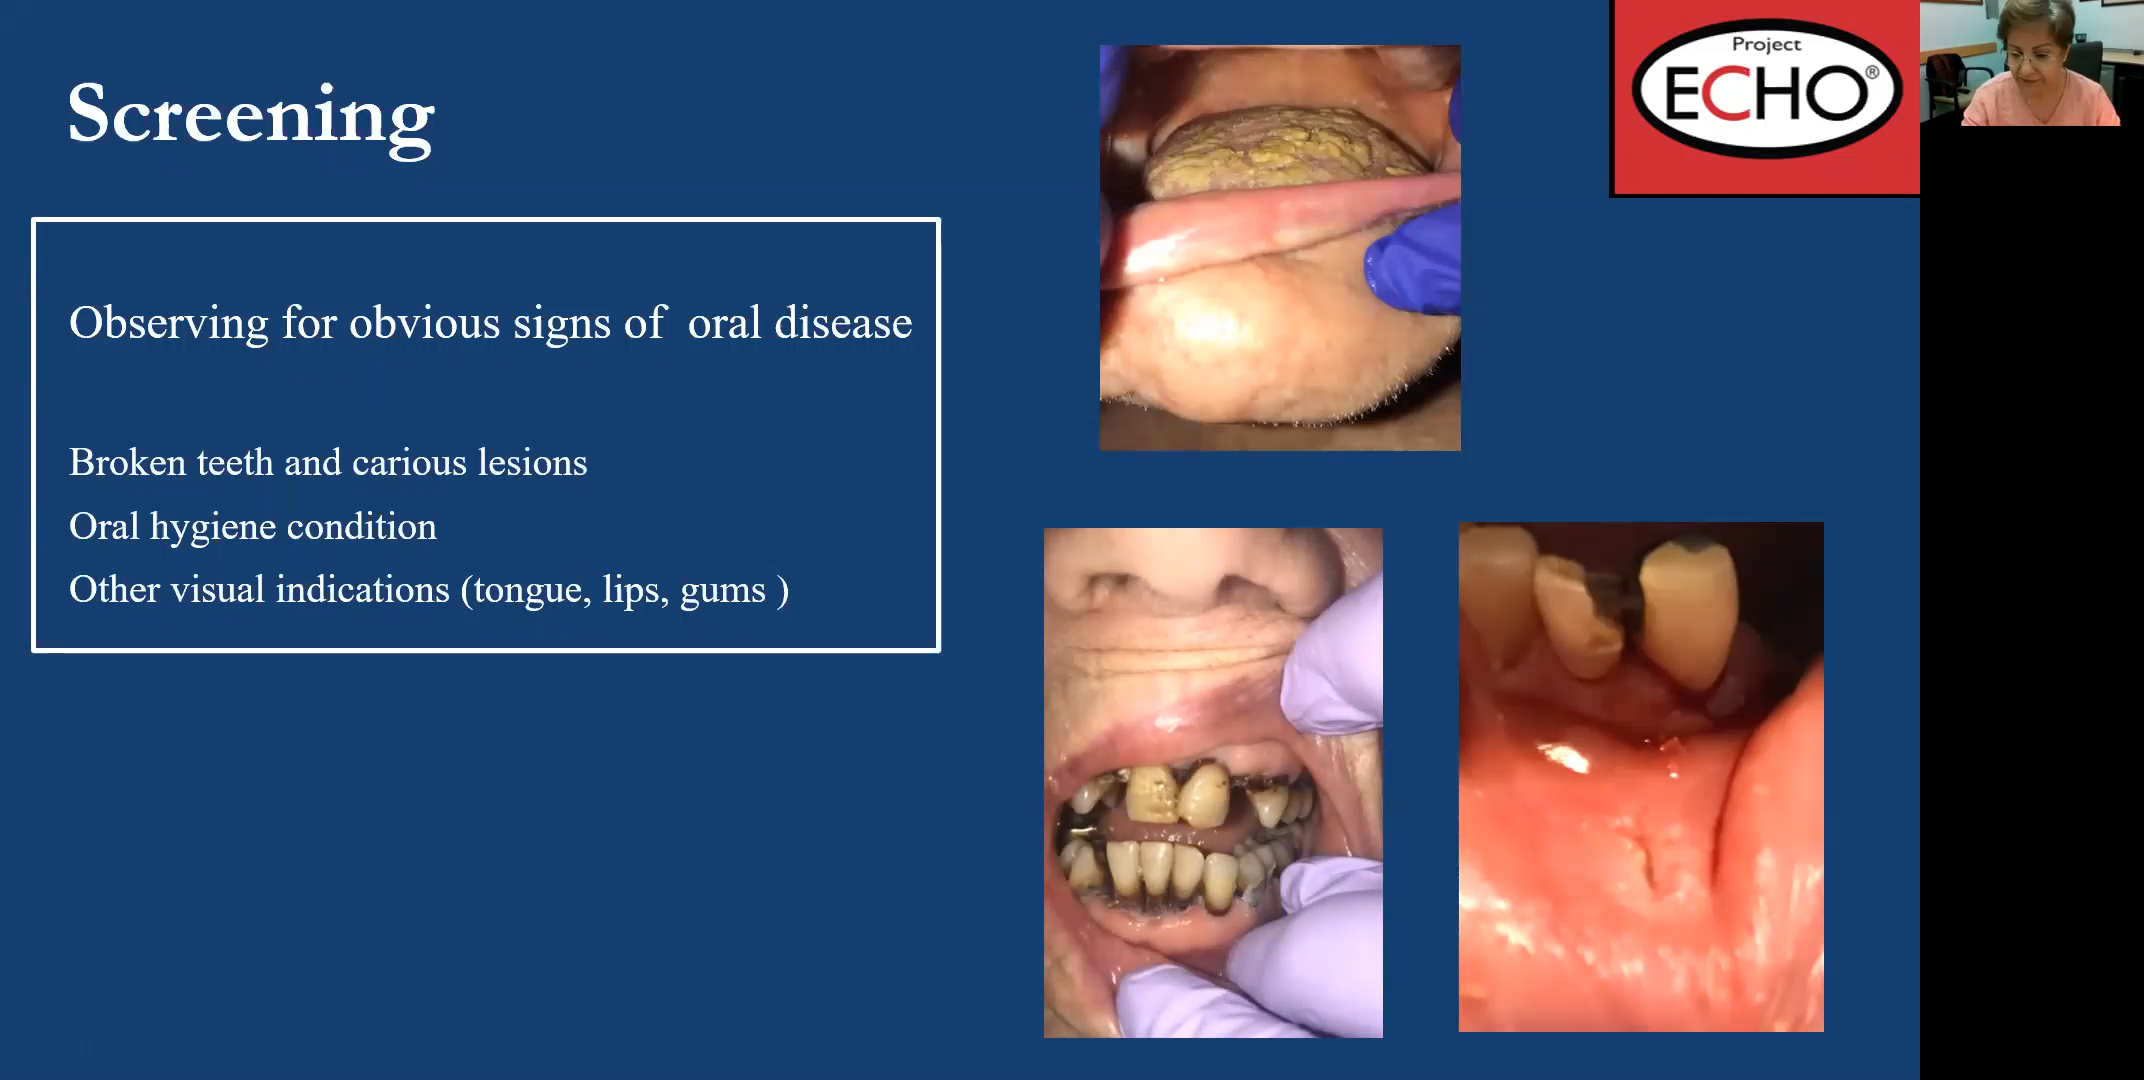 Screening
Observing for obvious signs of oral disease
Broken teeth and carious lesions
Oral hygiene condition
Other visual indications (tongue, lips, gums )
Project
ECHO®